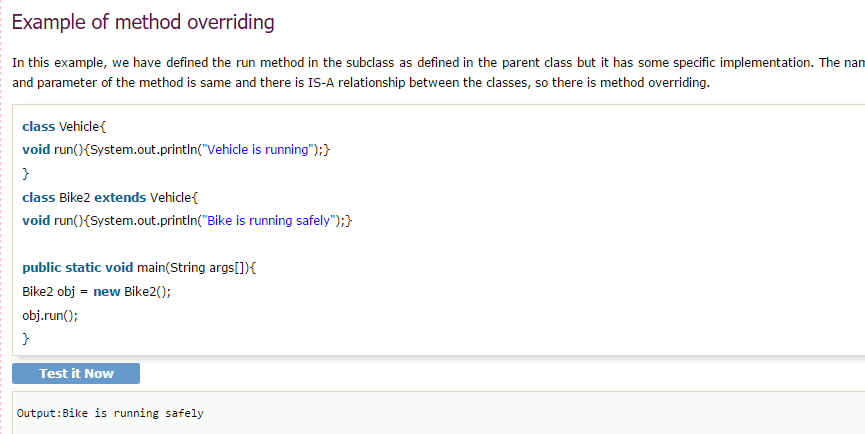 Example of method overriding
In this example, we have defined the run method in the subclass as defined in the parent class but it has some specific implementation. The
and parameter of the method is same and there is IS-A relationship between the classes, so there is method overriding.
class Vehicle{
void run(){System.out.println("Vehicle is running");}
}
class Bike2 extends Vehicle{
void run(){System.out.println("Bike is running safely");}
public static void main(String args[]){
Bike2 obj = new Bike2();
obj.run();
}
Test it Now
Output:Bike is running safely